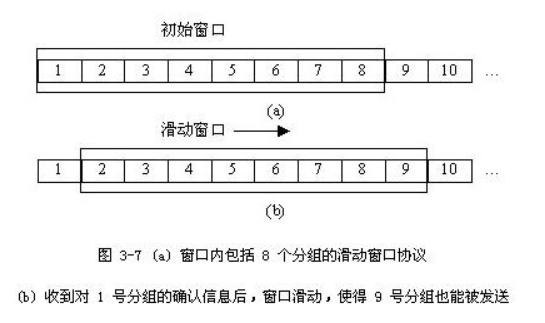 初始窗口
1 2 3 4 5 6 7 8 9 10 ...
(a)
滑动窗口
1 2 3 4 5 6 7 8 9 10 ...
(b)
图 3-7 (a) 窗口内包括 8 个分组的滑动窗口协议
(b) 收到对 1 号分组的确认信息后，窗口滑动，使得 9 号分组也能被发送